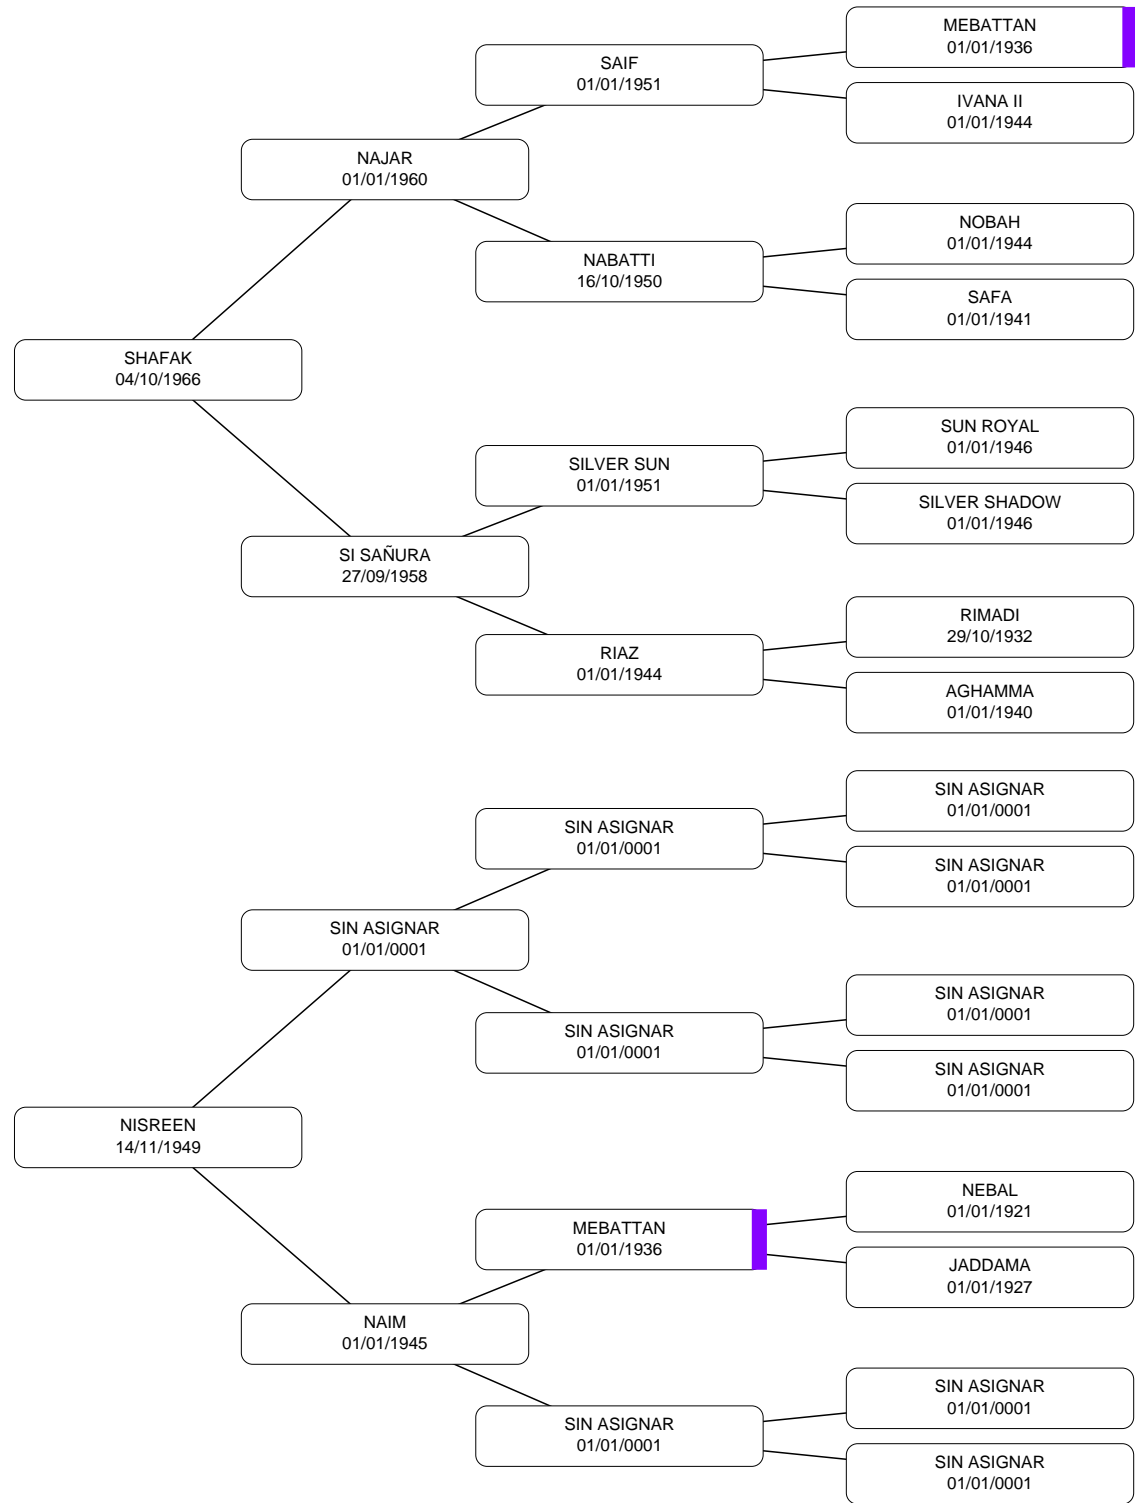 MEBATTAN
01/01/1936
SAIF
01/01/1951
IVANA II
01/01/1944
NAJAR
01/01/1960
NOBAH
01/01/1944
NABATTI
16/10/1950
SAFA
01/01/1941
SHAFAK
04/10/1966
SUN ROYAL
01/01/1946
SILVER SUN
01/01/1951
SILVER SHADOW
01/01/1946
SI SAÑURA
27/09/1958
RIMADI
29/10/1932
RIAZ
01/01/1944
AGHAMMA
01/01/1940
SIN ASIGNAR
01/01/0001
SIN ASIGNAR
01/01/0001
SIN ASIGNAR
01/01/0001
SIN ASIGNAR
01/01/0001
SIN ASIGNAR
01/01/0001
SIN ASIGNAR
01/01/0001
SIN ASIGNAR
01/01/0001
NISREEN
14/11/1949
NEBAL
01/01/1921
MEBATTAN
01/01/1936
JADDAMA
01/01/1927
NAIM
01/01/1945
SIN ASIGNAR
01/01/0001
SIN ASIGNAR
01/01/0001
SIN ASIGNAR
01/01/0001